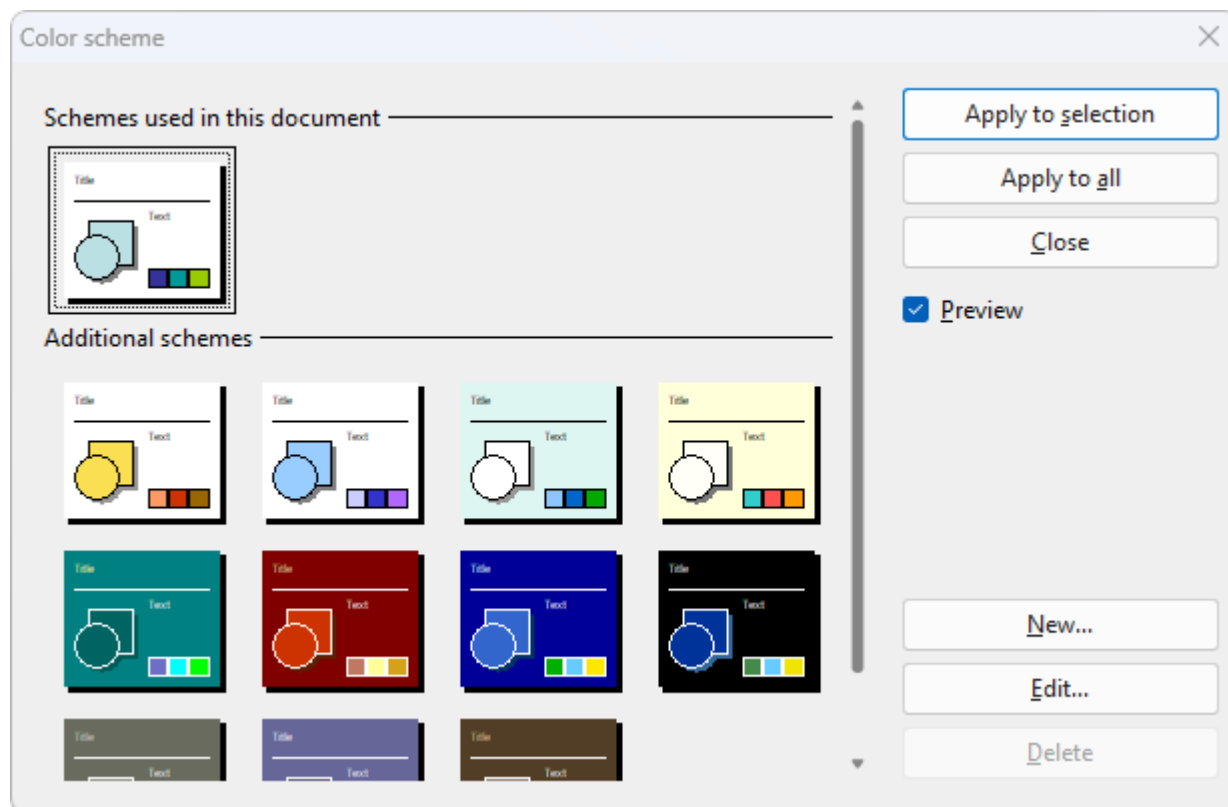 Color scheme
Schemes used in this document
Apply to selection
Apply to all
Close
Preview
Title
Text
Additional schemes
Title
Text
Title
Text
Title
Text
Title
Text
Title
Text
Title
Text
Title
Text
Title
Text
Title
Text
Title
Text
Title
Text
New...
Edit...
Delete